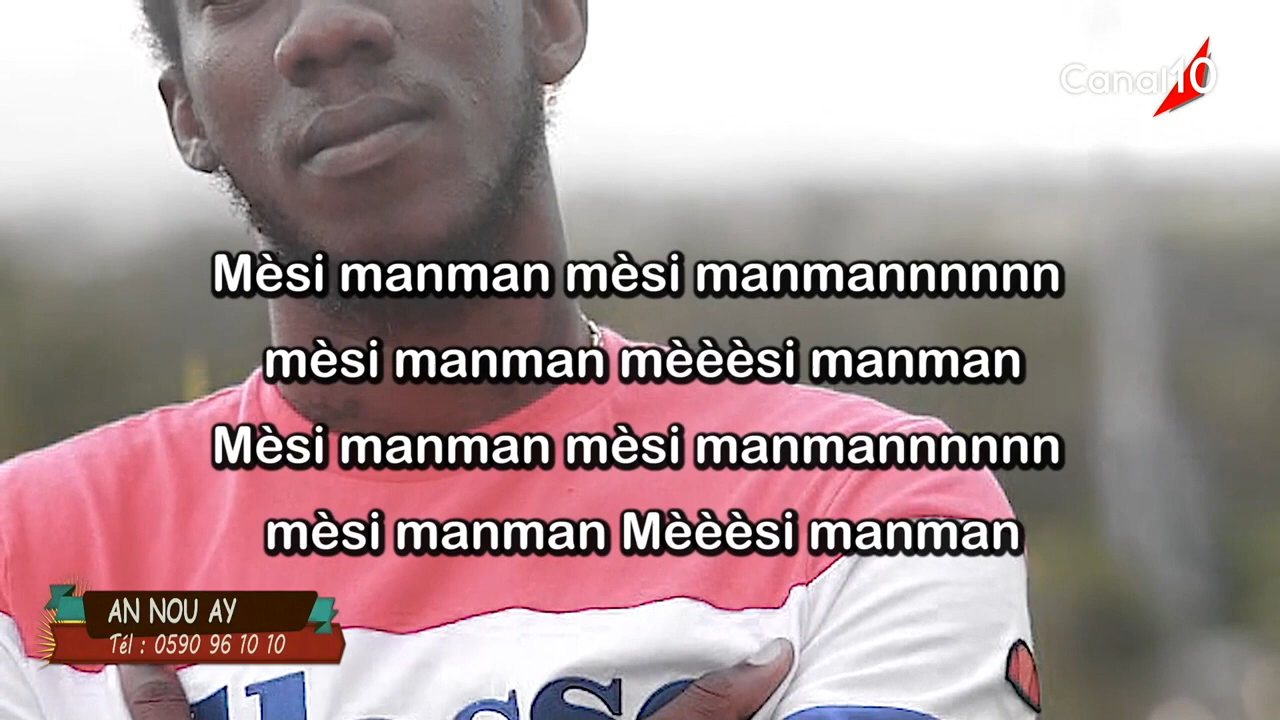 Canal10
Mèsi manman mèsi manmannnnnn
mèsi manman mèèèsi manman
Mèsi manman mèsi manmannnnnn
mèsi manman Mèèèsi manman
AN NOU AY
Tél : 0590 96 10 10